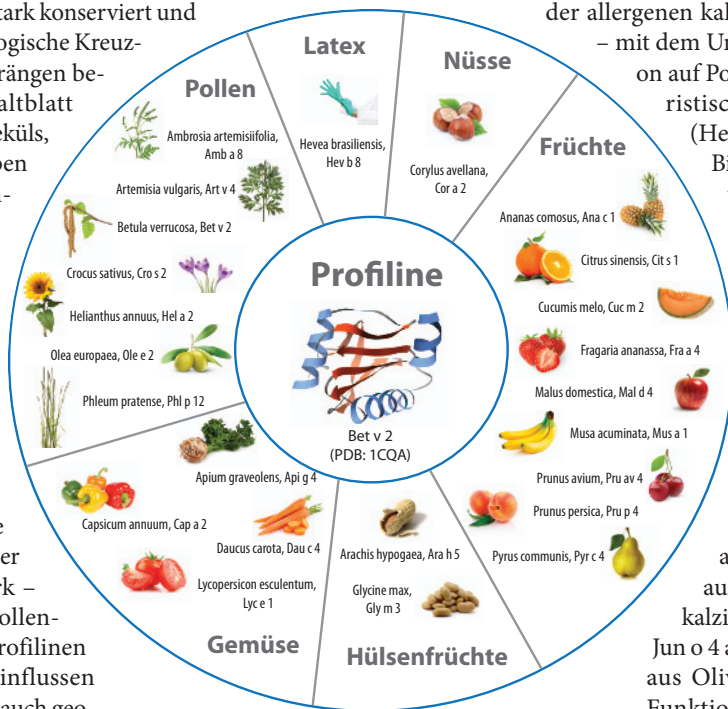 tark konserviert und
ogische Kreuz-
rängen be-
altblatt
eküls,
ben
n-
der allergenen kal
– mit dem Ur
on auf Po
ristisc
(He
Bi
Latex
Hevea brasiliensis,
Hev b 8
Nüsse
Corylus avellana,
Cor a 2
Pollen
Ambrosia artemisiifolia,
Amb a 8
Artemisia vulgaris, Art v 4
Betula verrucosa, Bet v 2
Crocus sativus, Cro s 2
Helianthus annuus, Hel a 2
Olea europaea, Ole e 2
Phleum pratense, Phl p 12
Früchte
Ananas comosus, Ana c 1
Citrus sinensis, Cit s 1
Cucumis melo, Cuc m 2
Fragaria ananassa, Fra a 4
Malus domestica, Mal d 4
Musa acuminata, Mus a 1
Prunus avium, Pru av 4
Prunus persica, Pru p 4
Pyrus communis, Pyr c 4
Profiline
Bet v 2
(PDB: 1CQA)
Apium graveolens, Api g 4
Capsicum annuum, Cap a 2
Daucus carota, Dau c 4
Lycopersicon esculentum,
Lyc e 1
Gemüse
Arachis hypogaea, Ara h 5
Glycine max,
Gly m 3
Hülsenfrüchte
e
er
rk –
ollen-
rofilinen
influssen
auch geo
a
au
kalzi
Jun o 4 a
aus Oliv
Funktion